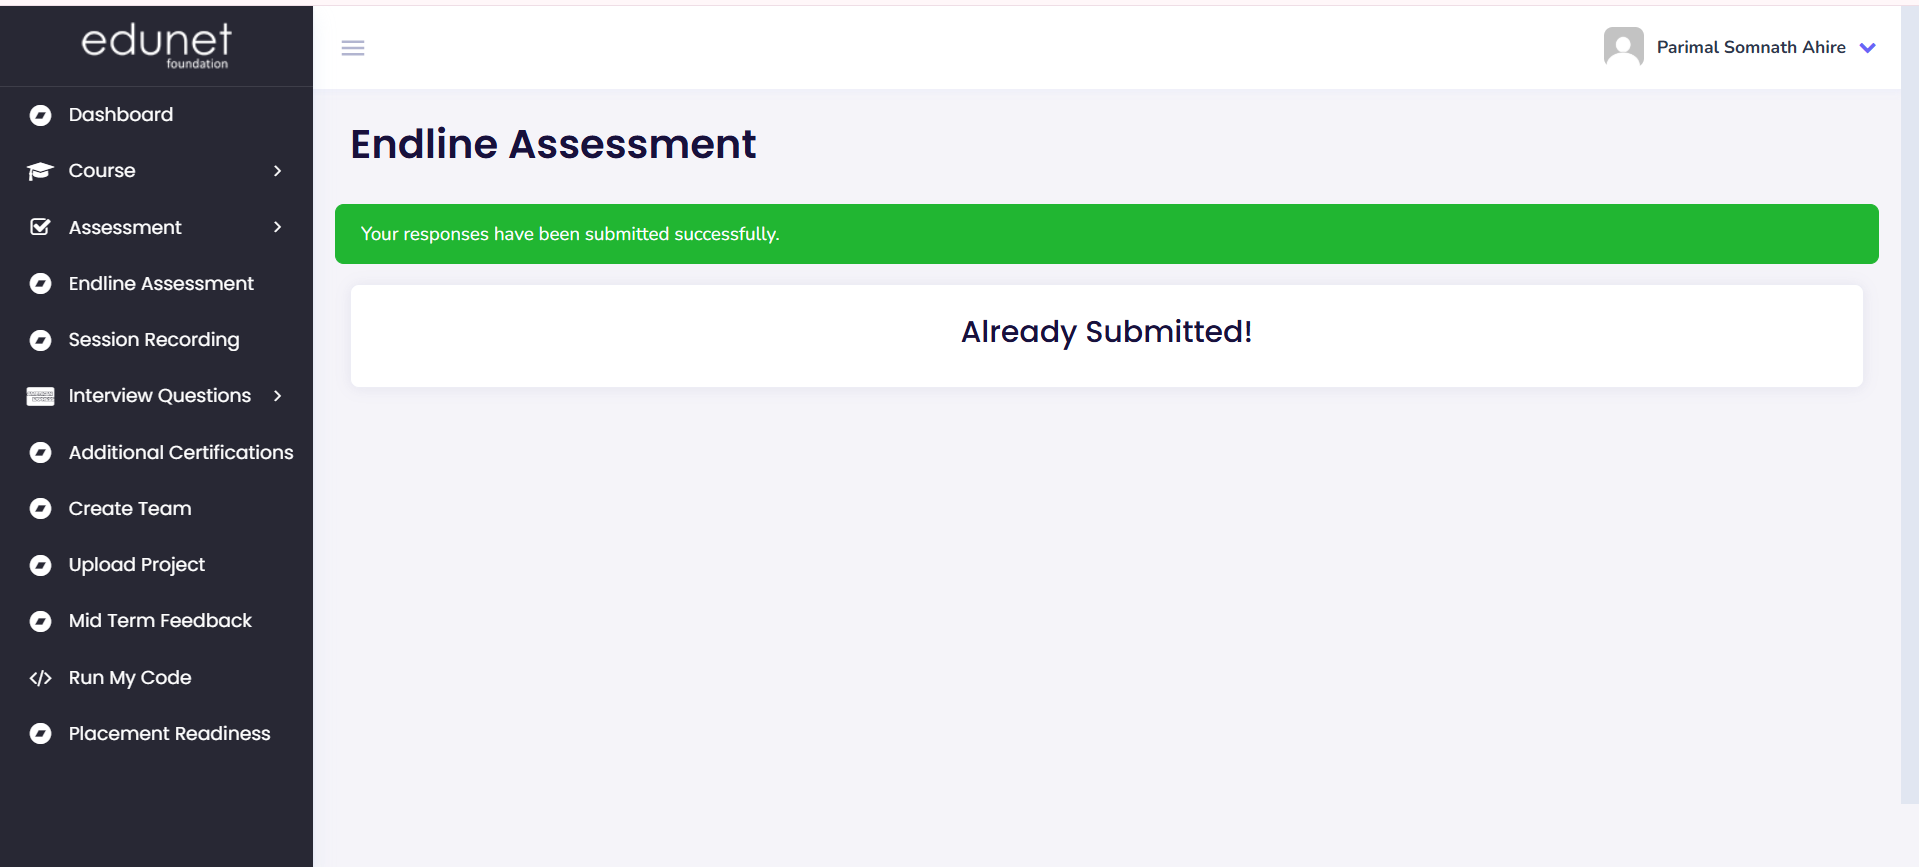 edunet
foundation
Parimal Somnath Ahire
Dashboard
Course
Assessment
Endline Assessment
Session Recording
Interview Questions
Additional Certifications
Create Team
Upload Project
Mid Term Feedback
Run My Code
Placement Readiness
Endline Assessment
Your responses have been submitted successfully.
Already Submitted!